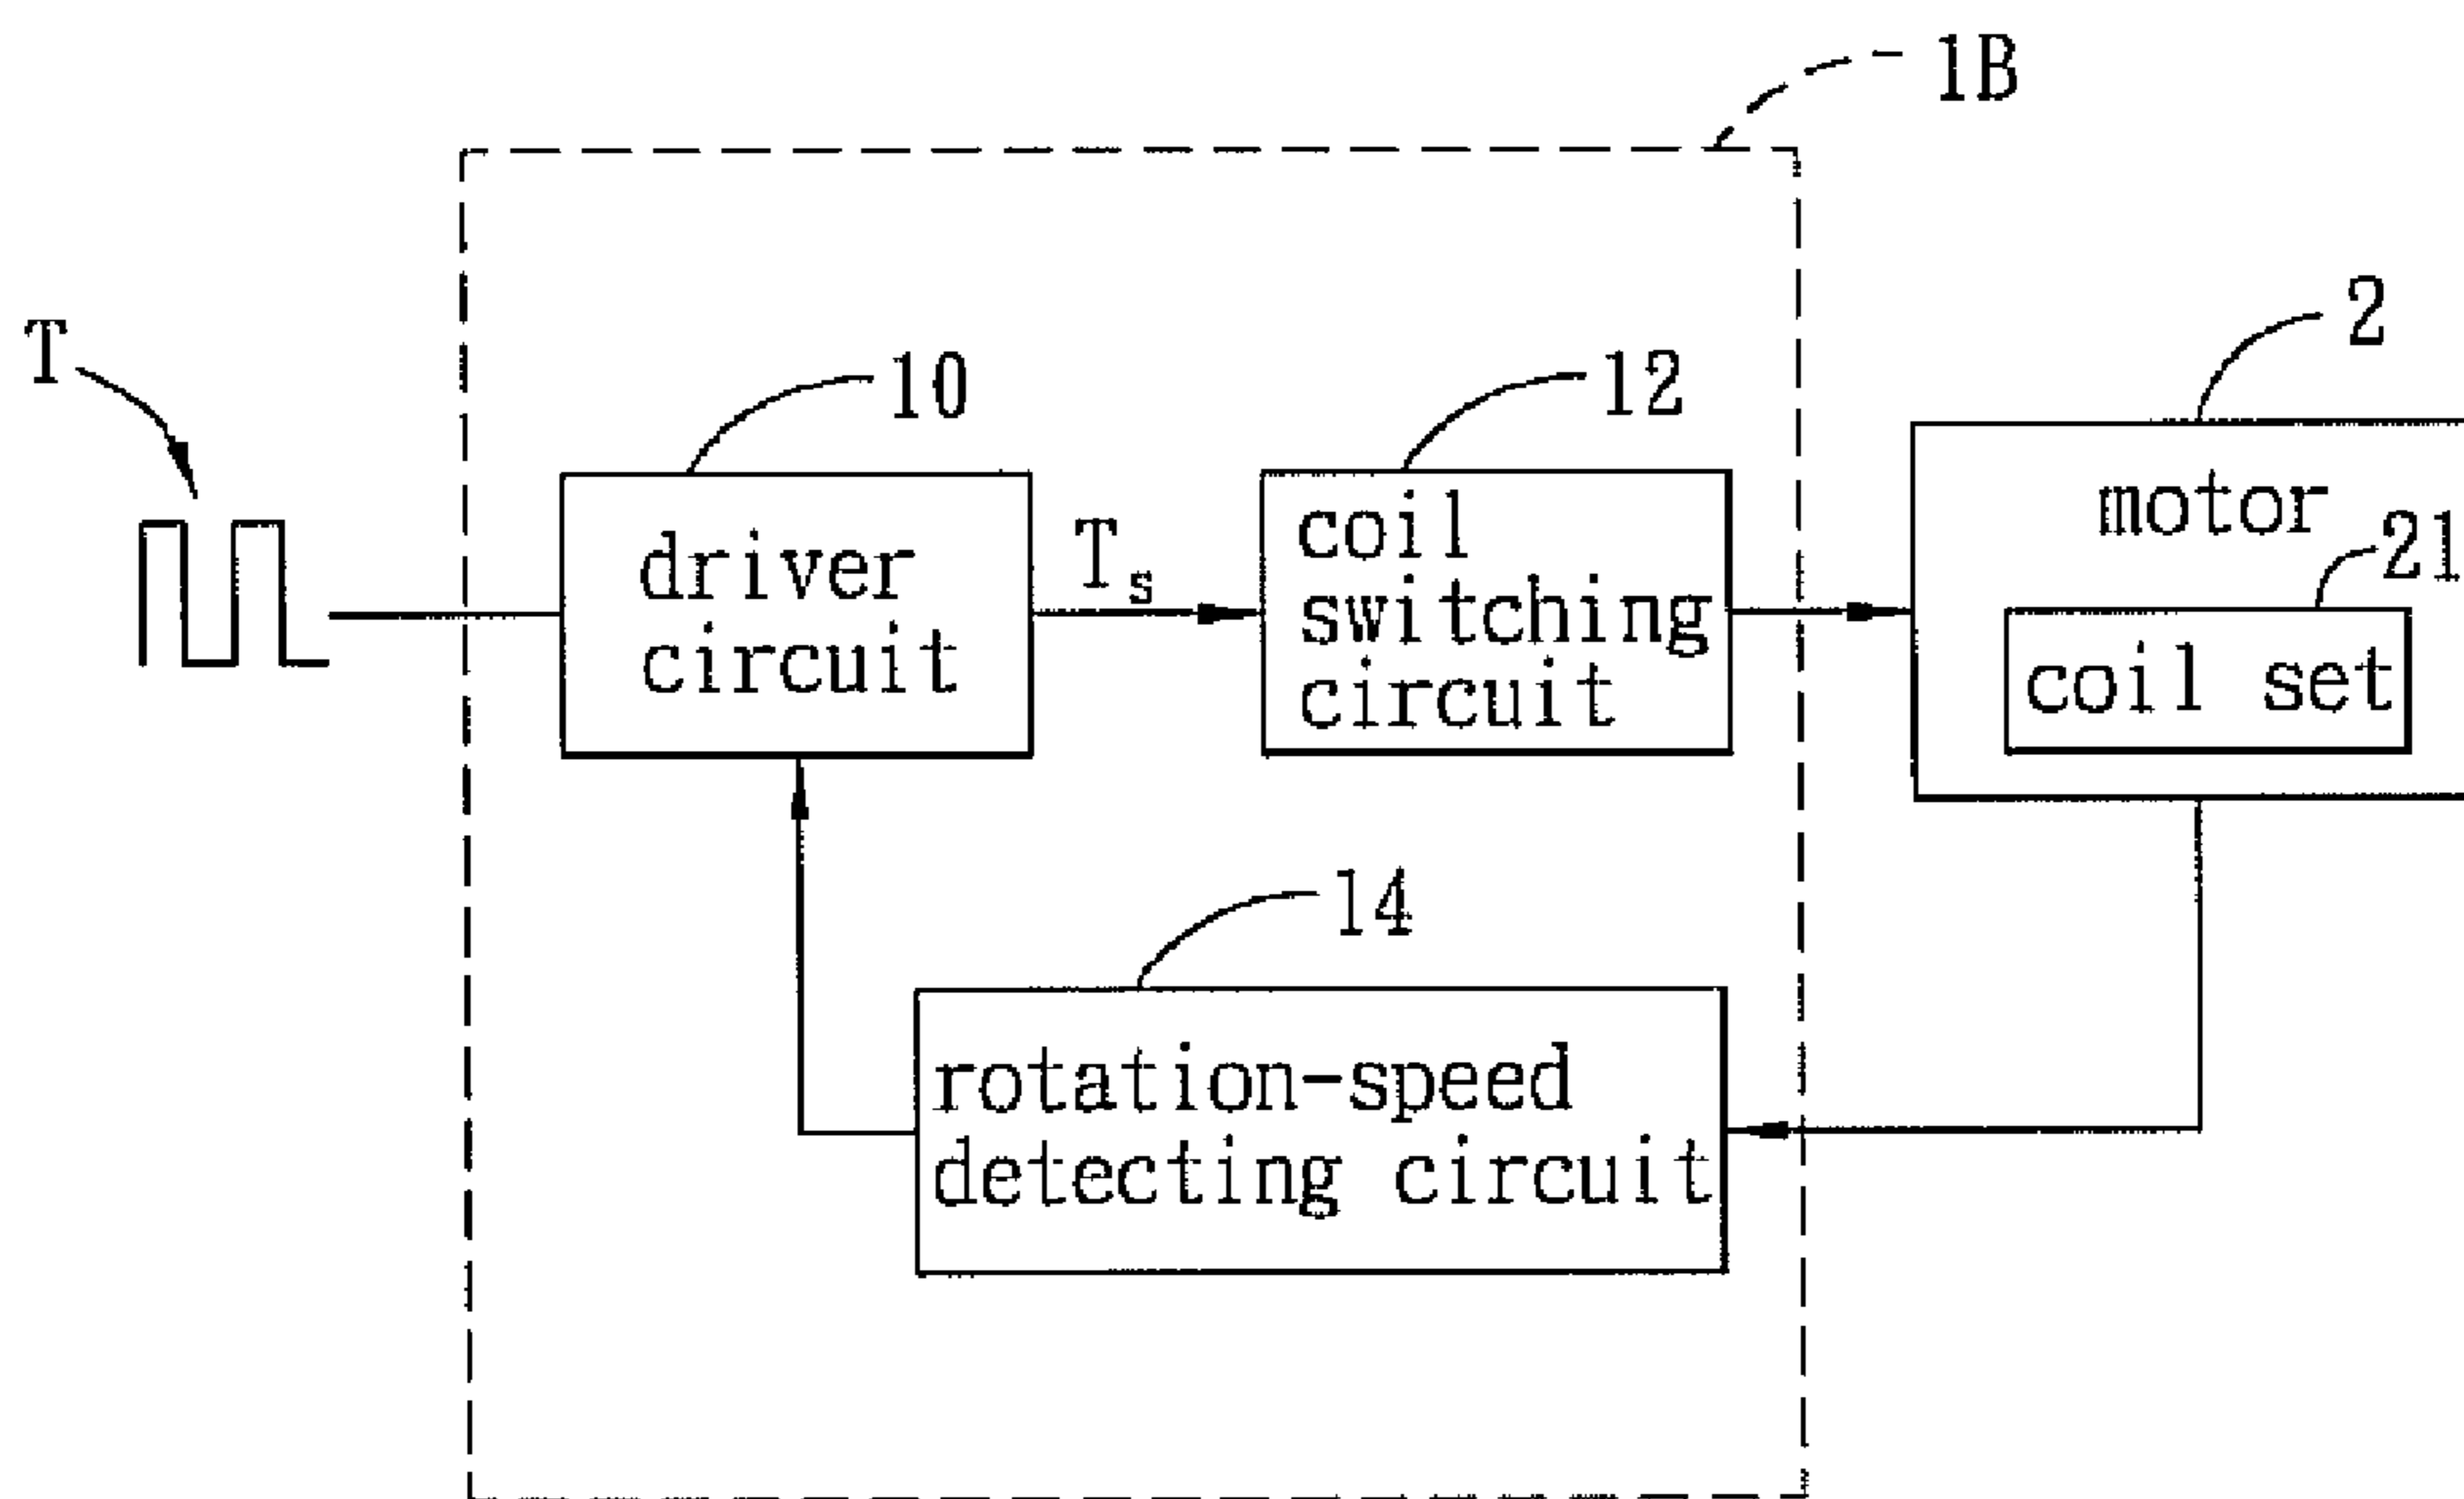 1B
T
10
12
2
driver
circuit
Ts
coil
switching
circuit
motor
21
coil set
14
rotation-speed
detecting circuit